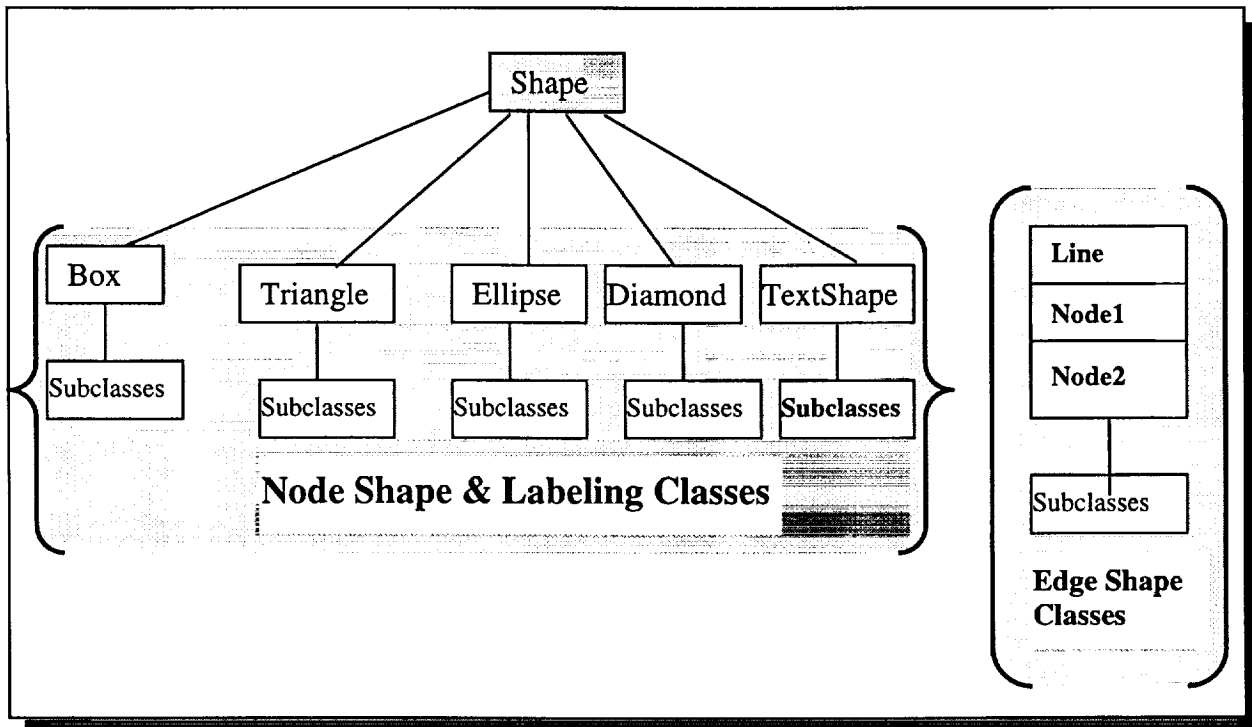 Shape
Box
Triangle
Ellipse
Diamond
TextShape
Subclasses
Subclasses
Subclasses
Subclasses
Subclasses
Node Shape & Labeling Classes
Line
Node1
Node2
Subclasses
Edge Shape
Classes